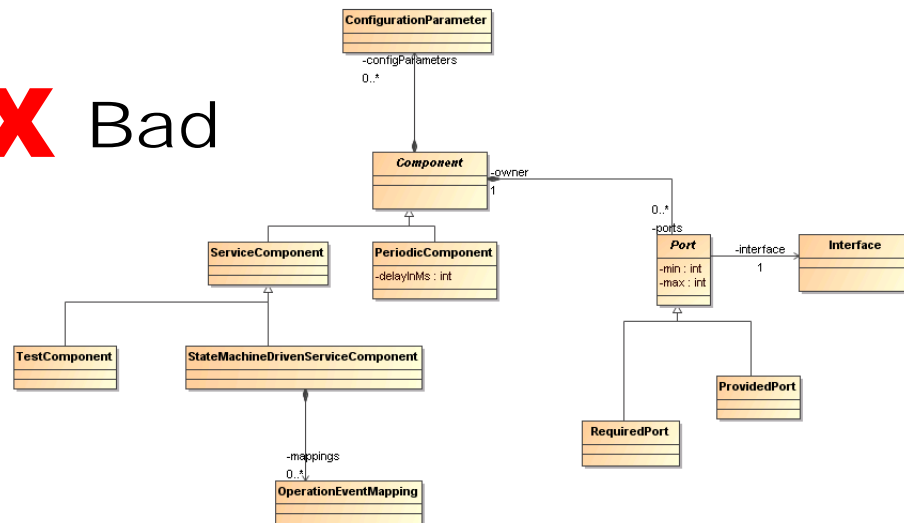 ConfigurationParameter
-configParameters
0..*
X Bad
Component
-owner
1
0..*
-ports
ServiceComponent
PeriodicComponent
-delayInMs : int
Port
-min : int
-max : int
-interface
1
Interface
TestComponent
StateMachineDrivenServiceComponent
ProvidedPort
RequiredPort
-mappings
0..*
OperationEventMapping